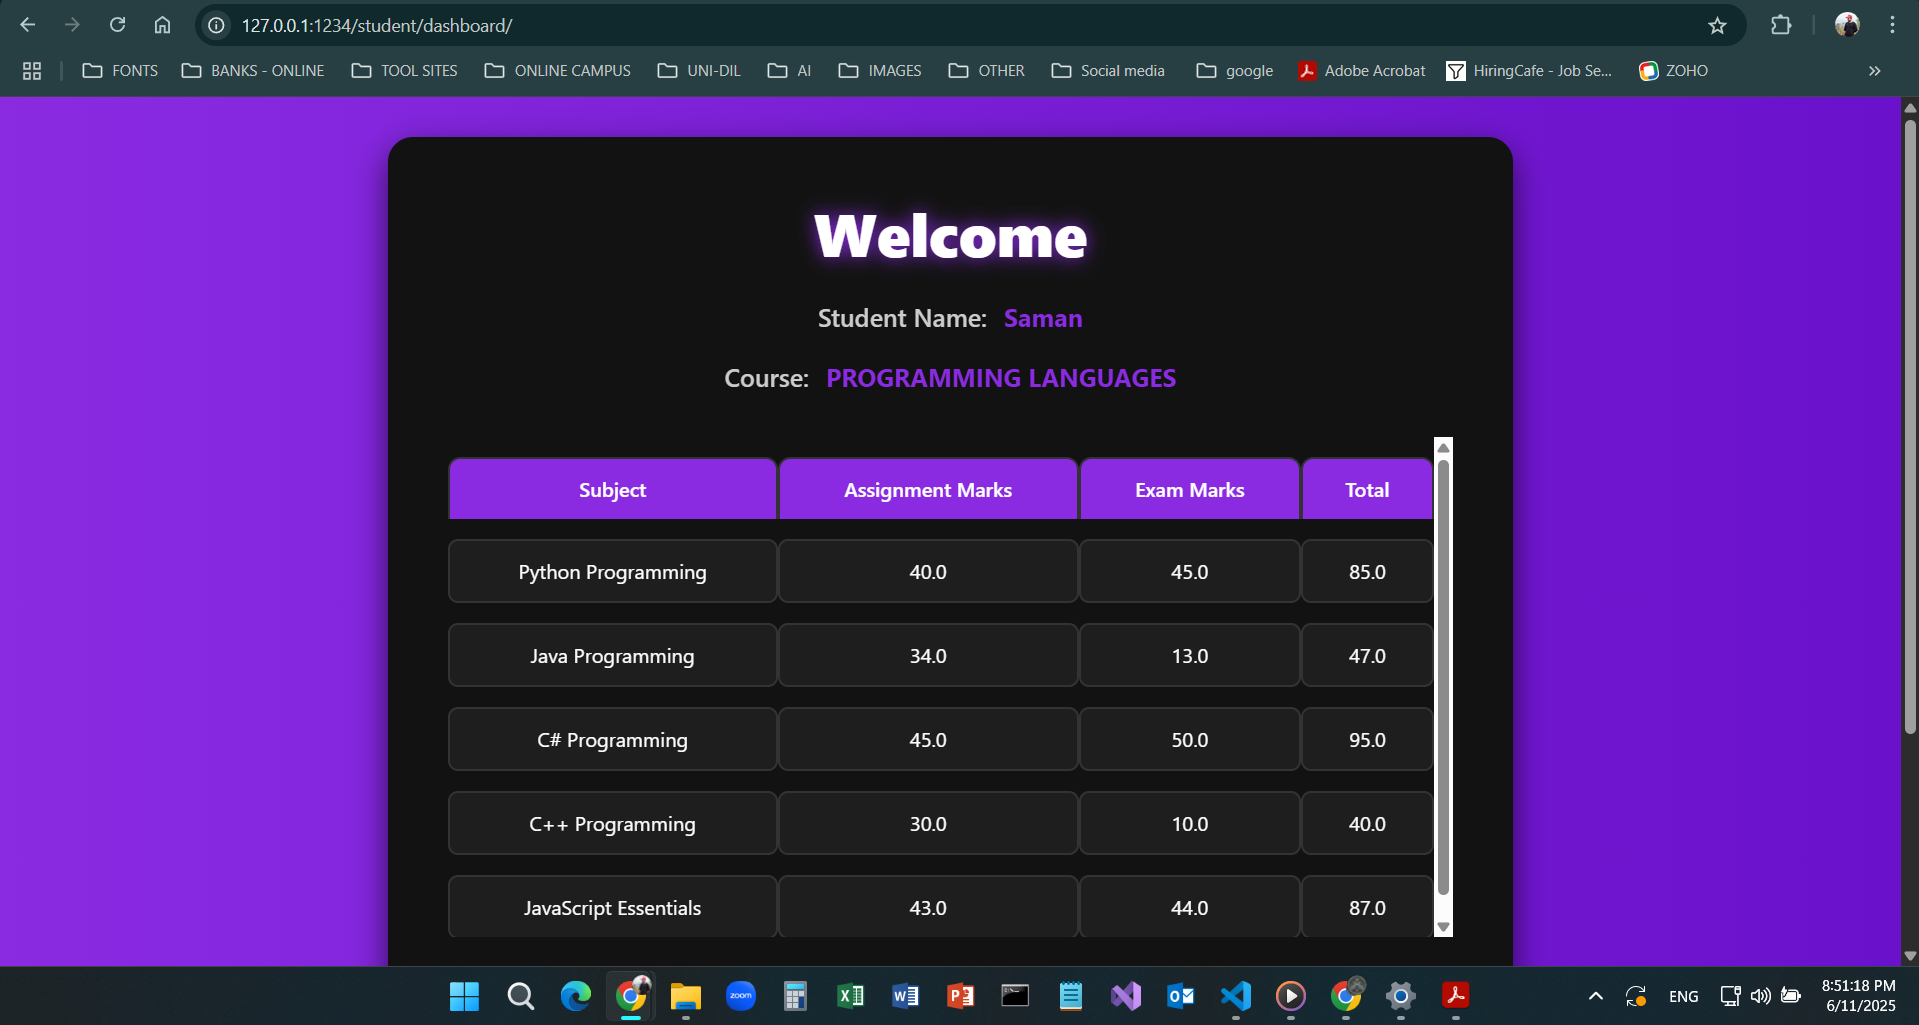 127.0.0.1:1234/student/dashboard/
FONTS BANKS - ONLINE TOOL SITES ONLINE CAMPUS UNI-DIL AI IMAGES OTHER Social media google Adobe Acrobat HiringCafe - Job Se... ZOHO
Welcome
Student Name: Saman
Course: PROGRAMMING LANGUAGES
Subject Assignment Marks Exam Marks Total
Python Programming 40.0 45.0 85.0
Java Programming 34.0 13.0 47.0
C# Programming 45.0 50.0 95.0
C++ Programming 30.0 10.0 40.0
JavaScript Essentials 43.0 44.0 87.0
zoom
ENG
8:51:18 PM
6/11/2025